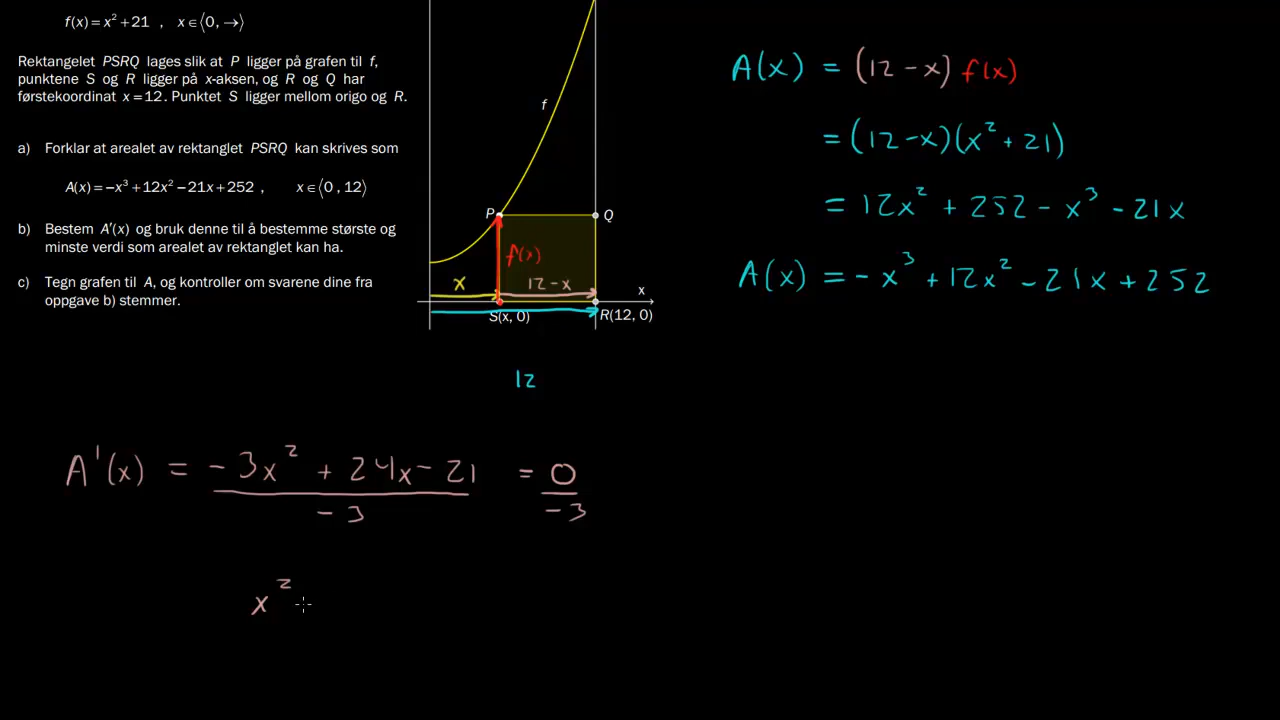 f(x) = x² + 21 , x ∈ ⟨0, →⟩
Rektangelet PSRQ lages slik at P ligger på grafen til f,
punktene S og R ligger på x-aksen, og R og Q har
førstekoordinat x = 12. Punktet S ligger mellom origo og R.
a) Forklar at arealet av rektanglet PSRQ kan skrives som
A(x) = −x³ + 12x² − 21x + 252 , x ∈ ⟨0 , 12⟩
b) Bestem A′(x) og bruk denne til å bestemme største og
minste verdi som arealet av rektanglet kan ha.
c) Tegn grafen til A, og kontroller om svarene dine fra
oppgave b) stemmer.
f
P
Q
f(x)
x
12 − x
x
S(x, 0)
R(12, 0)
12
A(x) = (12 − x) f(x)
= (12 − x)(x² + 21)
= 12x² + 252 − x³ − 21x
A(x) = − x³ + 12x² − 21x + 252
A'(x) = − 3x² + 24x − 21 = 0
− 3 − 3
x²